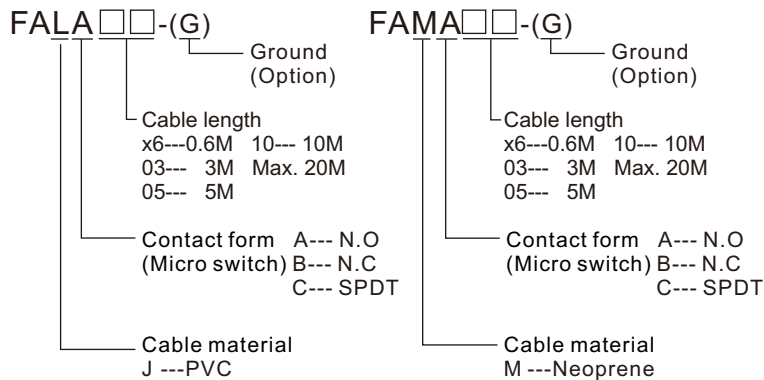 FALA□□-(G)
Ground
(Option)
Cable length
x6---0.6M 10--- 10M
03--- 3M Max. 20M
05--- 5M
Contact form A--- N.O
(Micro switch) B--- N.C
C--- SPDT
Cable material
J ---PVC
FAMA□□-(G)
Ground
(Option)
Cable length
x6---0.6M 10--- 10M
03--- 3M Max. 20M
05--- 5M
Contact form A--- N.O
(Micro switch) B--- N.C
C--- SPDT
Cable material
M ---Neoprene